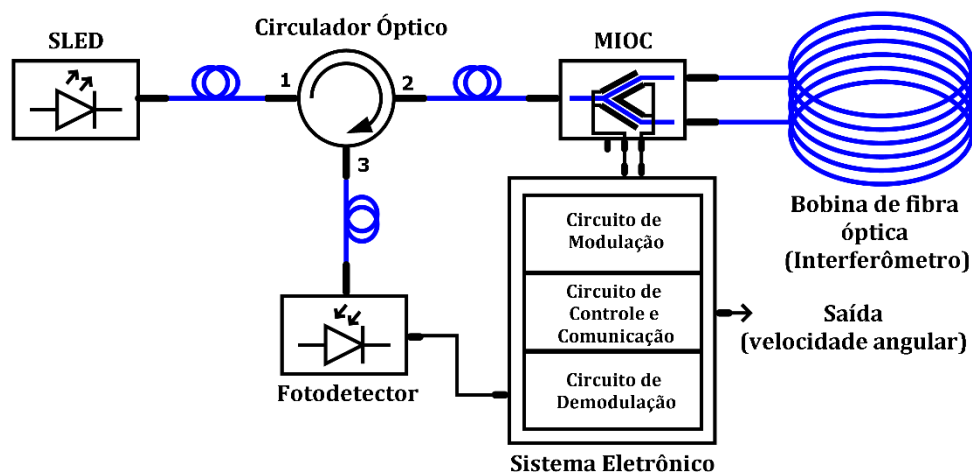 SLED
Circulador Óptico
MIOC
1
2
3
Circuito de
Modulação
Circuito de
Controle e
Comunicação
Circuito de
Demodulação
Bobina de fibra
óptica
(Interferômetro)
Saída
(velocidade angular)
Fotodetector
Sistema Eletrônico